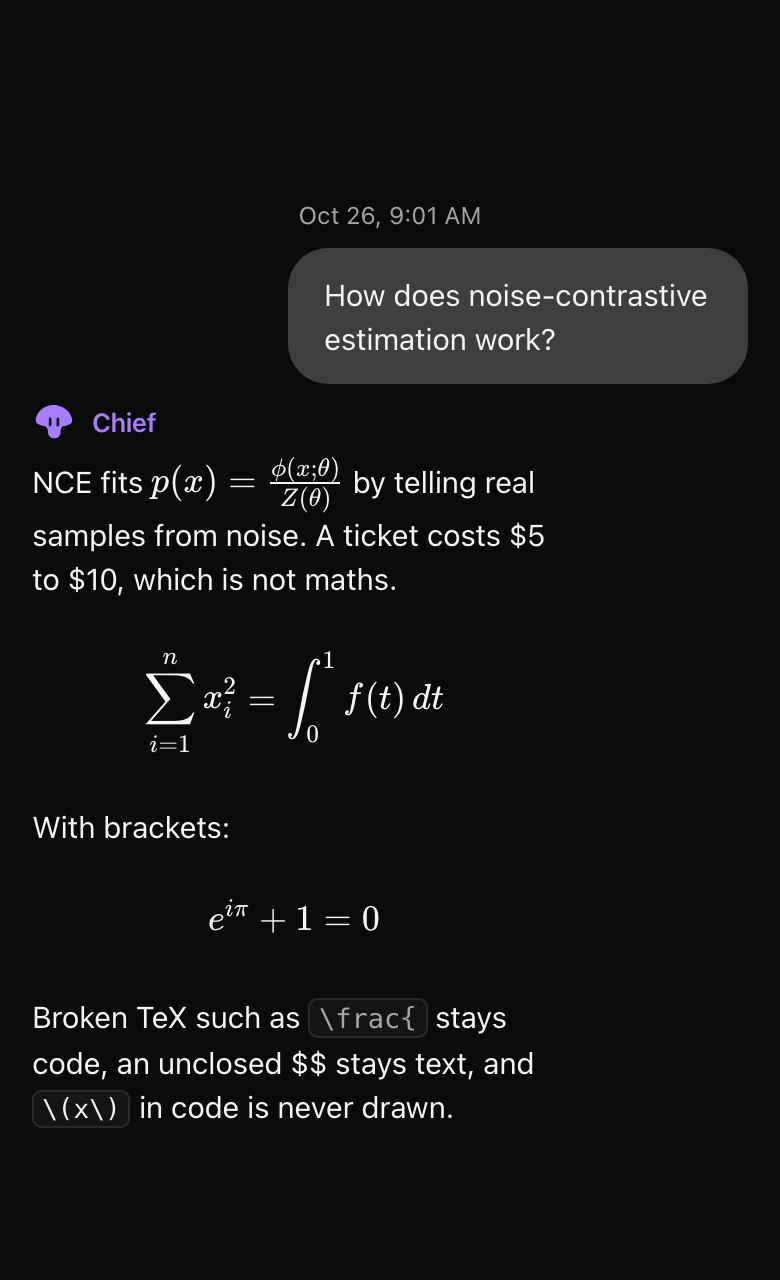 Oct 26, 9:01 AM
How does noise-contrastive
estimation work?
Chief
NCE fits p(x) = ϕ(x;θ)/Z(θ) by telling real
samples from noise. A ticket costs $5
to $10, which is not maths.
∑_{i=1}^{n} x_i^2 = ∫_0^1 f(t) dt
With brackets:
e^{iπ} + 1 = 0
Broken TeX such as \frac{ stays
code, an unclosed $$ stays text, and
\(x\) in code is never drawn.